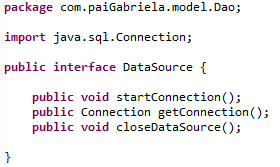 package com.paiGabriela.model.Dao;
import java.sql.Connection;
public interface DataSource {
public void startConnection();
public Connection getConnection();
public void closeDataSource();
}